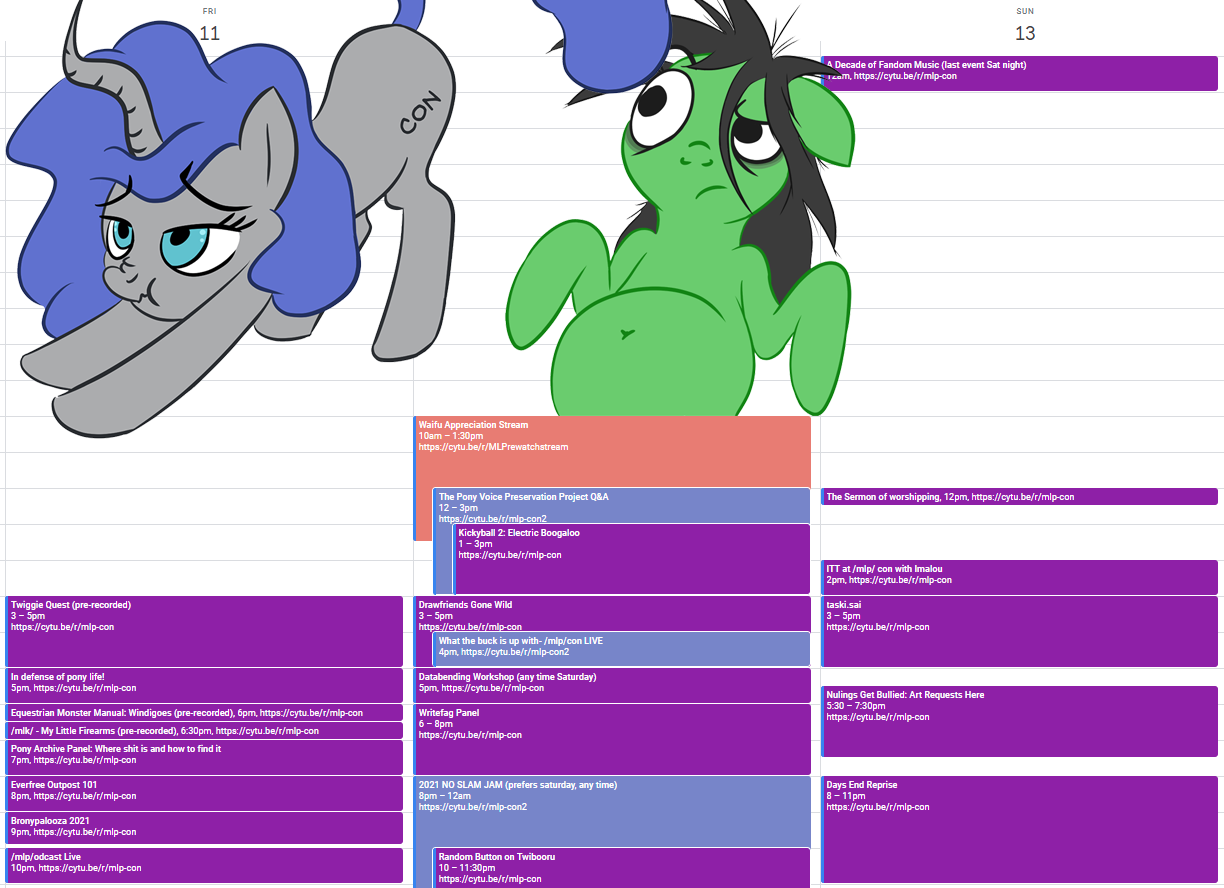 FRI
11
SUN
13
CON
A Decade of Fandom Music (last event Sat night)
12am, https://cytu.be/r/mlp-con
Waifu Appreciation Stream
10am – 1:30pm
https://cytu.be/r/MLPrewatchstream
The Pony Voice Preservation Project Q&A
12 – 3pm
https://cytu.be/r/mlp-con2
Kickyball 2: Electric Boogaloo
1 – 3pm
https://cytu.be/r/mlp-con
The Sermon of worshipping, 12pm, https://cytu.be/r/mlp-con
ITT at /mlp/ con with Imalou
2pm, https://cytu.be/r/mlp-con
Twiggie Quest (pre-recorded)
3 – 5pm
https://cytu.be/r/mlp-con
In defense of pony life!
5pm, https://cytu.be/r/mlp-con
Equestrian Monster Manual: Windigoes (pre-recorded), 6pm, https://cytu.be/r/mlp-con
/mlk/ - My Little Firearms (pre-recorded), 6:30pm, https://cytu.be/r/mlp-con
Pony Archive Panel: Where shit is and how to find it
7pm, https://cytu.be/r/mlp-con
Everfree Outpost 101
8pm, https://cytu.be/r/mlp-con
Bronypalooza 2021
9pm, https://cytu.be/r/mlp-con
/mlp/odcast Live
10pm, https://cytu.be/r/mlp-con
Drawfriends Gone Wild
3 – 5pm
https://cytu.be/r/mlp-con
What the buck is up with- /mlp/con LIVE
4pm, https://cytu.be/r/mlp-con2
Databending Workshop (any time Saturday)
5pm, https://cytu.be/r/mlp-con
Writefag Panel
6 – 8pm
https://cytu.be/r/mlp-con
2021 NO SLAM JAM (prefers saturday, any time)
8pm – 12am
https://cytu.be/r/mlp-con2
Random Button on Twibooru
10 – 11:30pm
https://cytu.be/r/mlp-con
taski.sai
3 – 5pm
https://cytu.be/r/mlp-con
Nulings Get Bullied: Art Requests Here
5:30 – 7:30pm
https://cytu.be/r/mlp-con
Days End Reprise
8 – 11pm
https://cytu.be/r/mlp-con